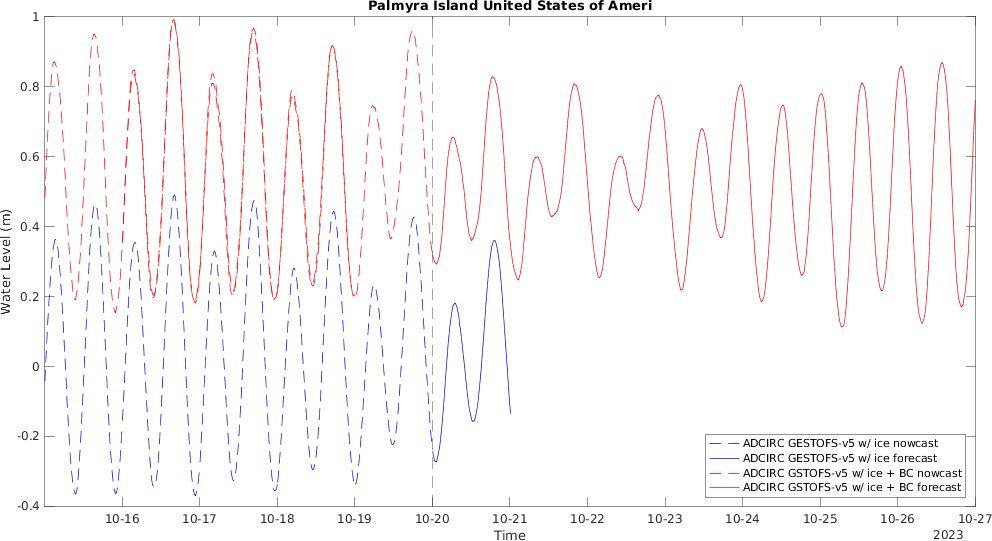 Palmyra Island United States of Ameri
1
0.8
0.6
0.4
0.2
0
-0.2
-0.4
Water Level (m)
ADCIRC GESTOFS-v5 w/ ice nowcast
ADCIRC GESTOFS-v5 w/ ice forecast
ADCIRC GSTOFS-v5 w/ ice + BC nowcast
ADCIRC GSTOFS-v5 w/ ice + BC forecast
10-16 10-17 10-18 10-19 10-20 10-21 10-22 10-23 10-24 10-25 10-26 10-27
Time
2023